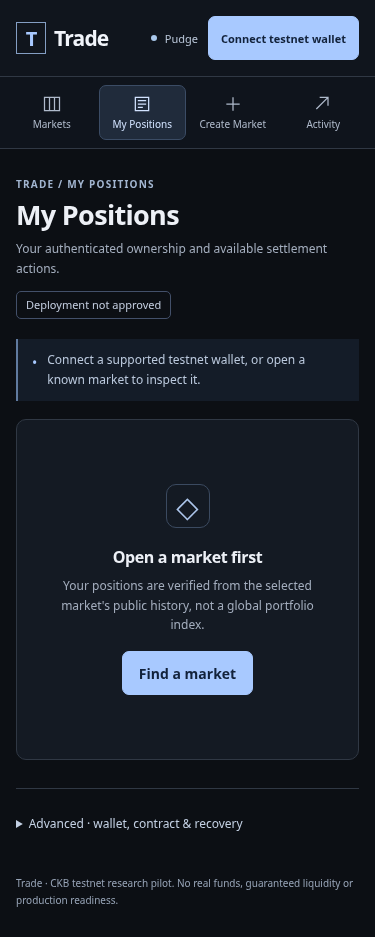 T Trade
Pudge
Connect testnet wallet
Markets
My Positions
Create Market
Activity
TRADE / MY POSITIONS
My Positions
Your authenticated ownership and available settlement
actions.
Deployment not approved
• Connect a supported testnet wallet, or open a
known market to inspect it.
Open a market first
Your positions are verified from the selected
market's public history, not a global portfolio
index.
Find a market
Advanced · wallet, contract & recovery
Trade · CKB testnet research pilot. No real funds, guaranteed liquidity or
production readiness.